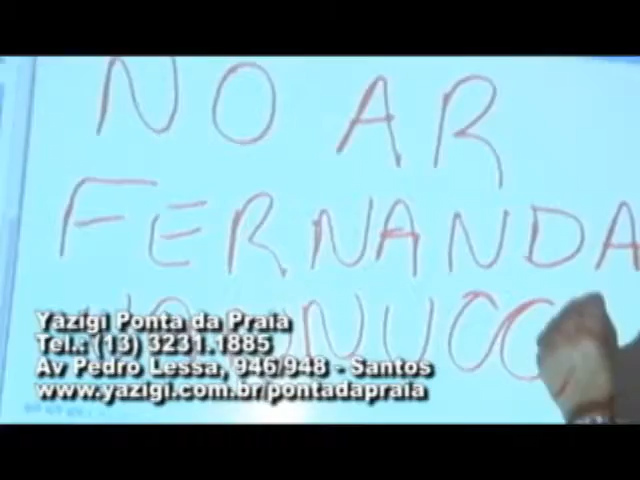 NO AR
FERNANDA
Yázigi Ponta da Praia
Tel.: (13) 3231.1885
Av Pedro Lessa, 946/948 - Santos
www.yazigi.com.br/pontadapraia